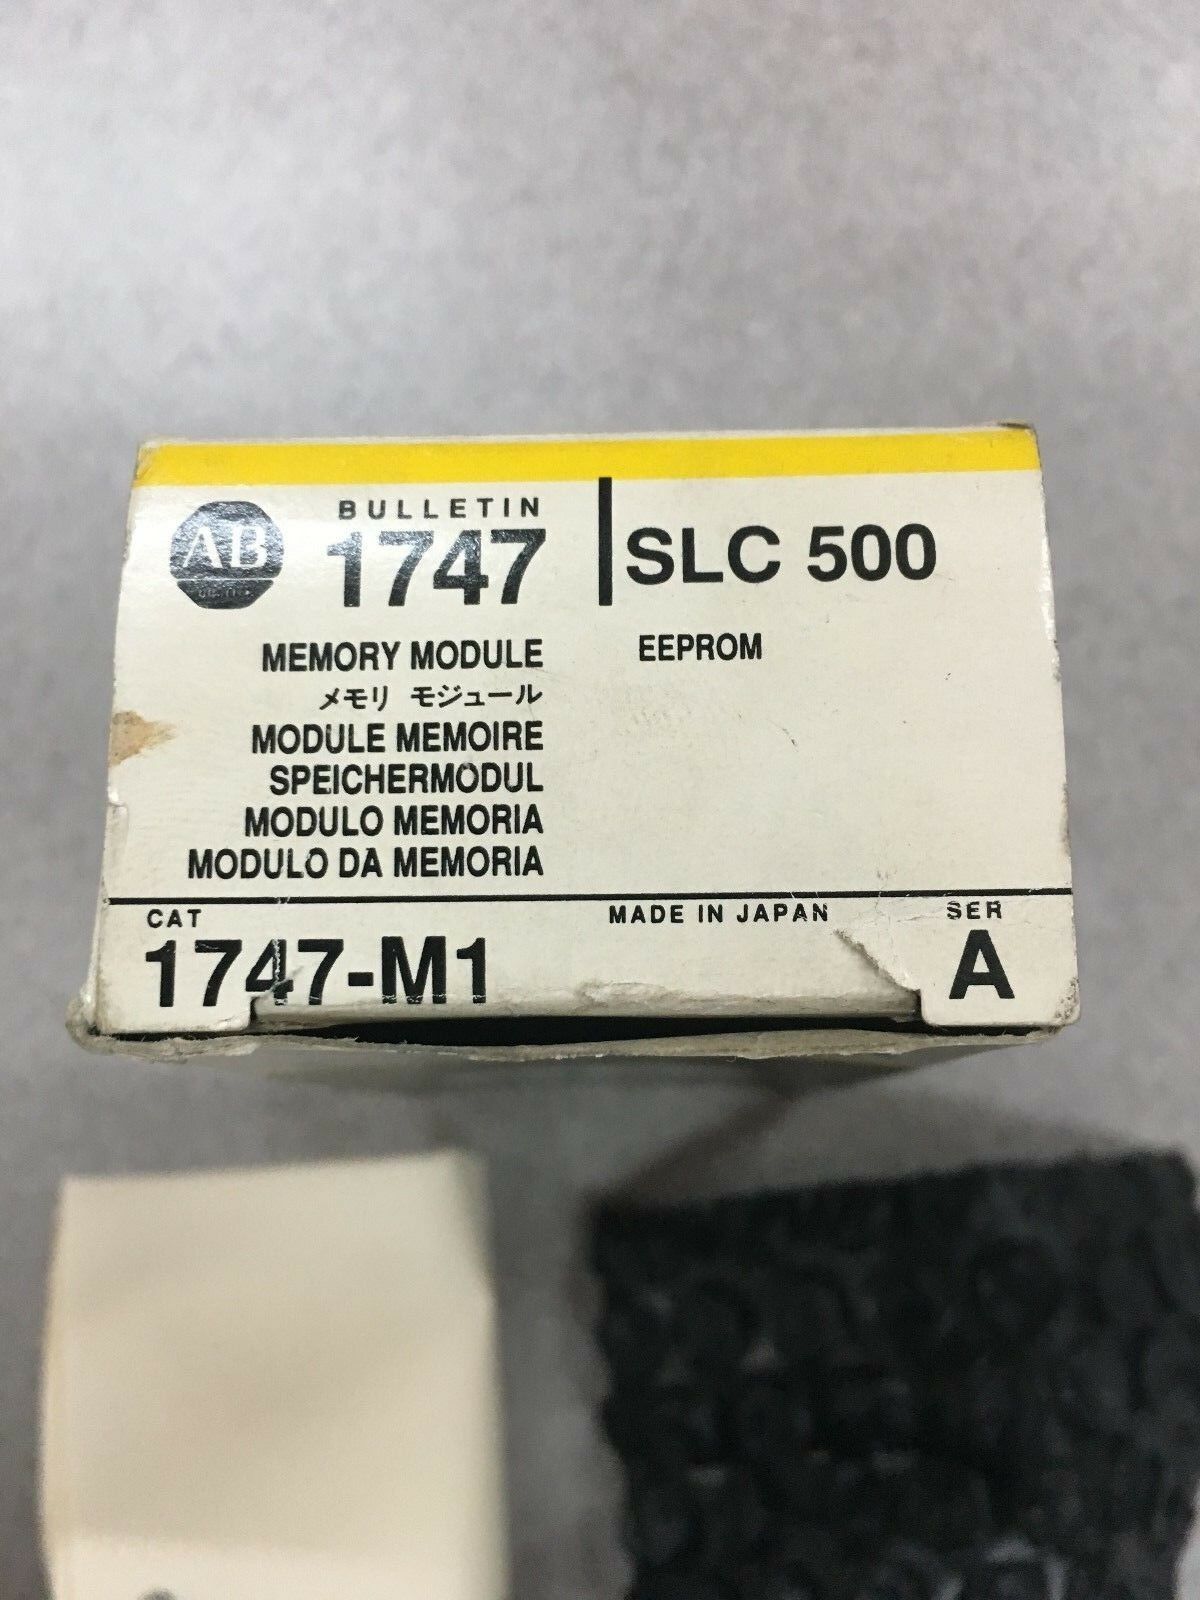 AB
BULLETIN
1747
SLC 500
MEMORY MODULE
EEPROM
メモリ モジュール
MODULE MEMOIRE
SPEICHERMODUL
MODULO MEMORIA
MODULO DA MEMORIA
CAT
MADE IN JAPAN
SER
1747-M1
A